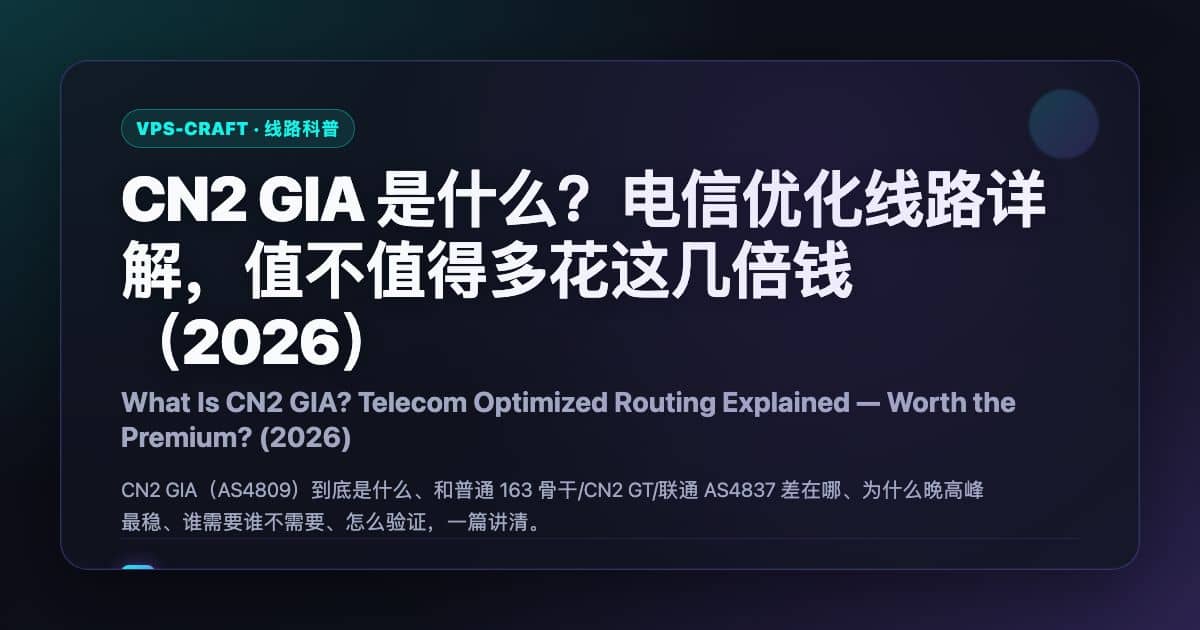 VPS-CRAFT · 线路科普
CN2 GIA 是什么？电信优化线路详
解，值不值得多花这几倍钱
（2026）
What Is CN2 GIA? Telecom Optimized Routing Explained — Worth the
Premium? (2026)
CN2 GIA（AS4809）到底是什么、和普通 163 骨干/CN2 GT/联通 AS4837 差在哪、为什么晚高峰
最稳、谁需要谁不需要、怎么验证，一篇讲清。